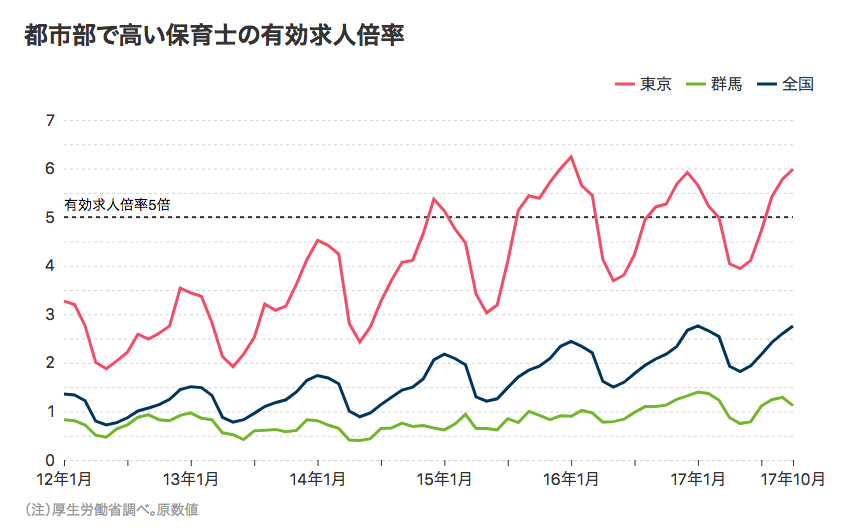 都市部で高い保育士の有効求人倍率
東京 群馬 全国
7
6
有効求人倍率5倍
5
4
3
2
1
0
12年1月 13年1月 14年1月 15年1月 16年1月 17年1月 17年10月
(注)厚生労働省調べ。原数値